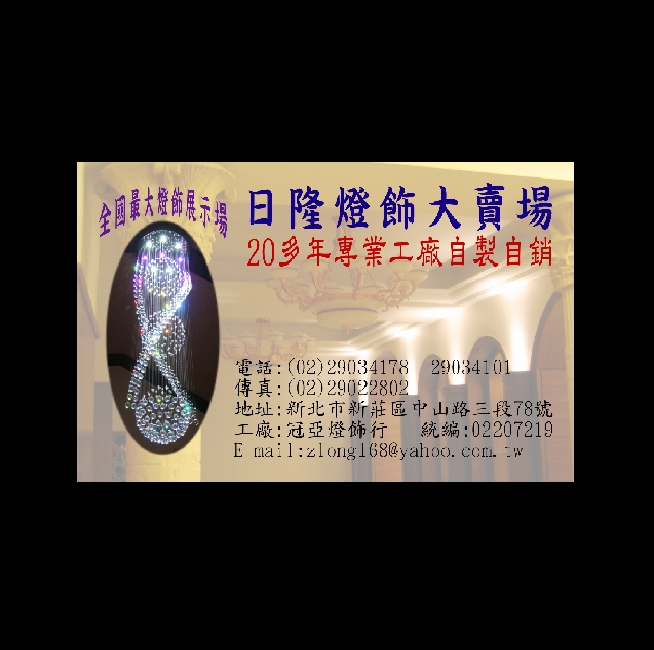 全國最大燈飾展示場
日隆燈飾大賣場
20多年專業工廠自製自銷
電話:(02)29034178 29034101
傳真:(02)29022802
地址:新北市新莊區中山路三段78號
工廠:冠亞燈飾行 統編:02207219
E mail:zlong168@yahoo.com.tw